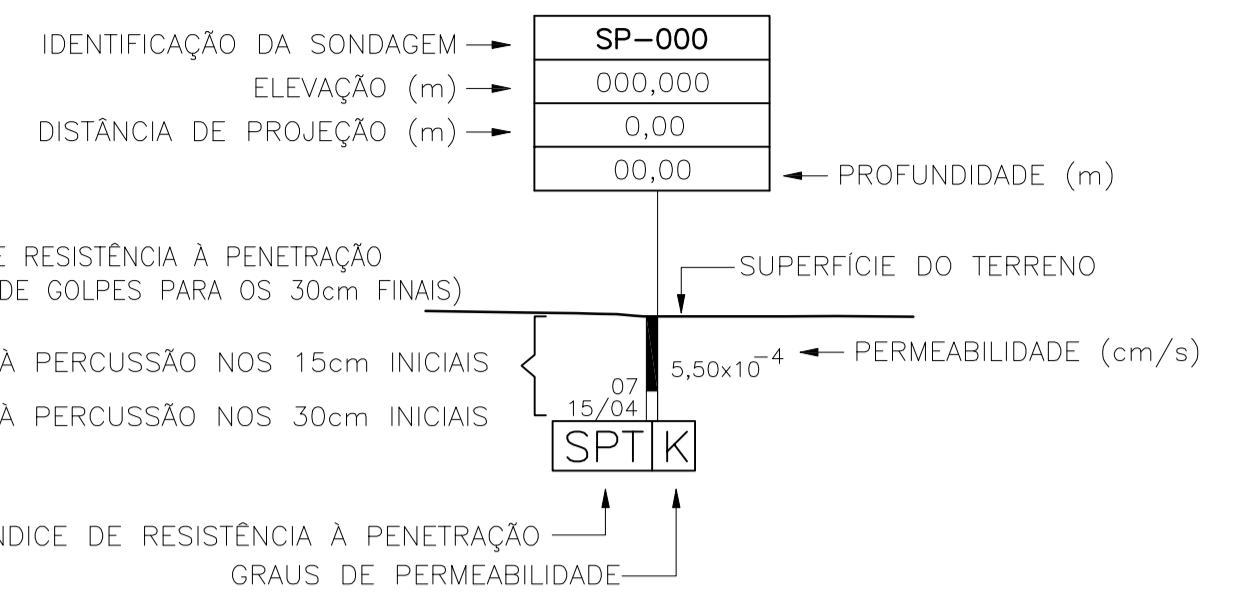 IDENTIFICAÇÃO DA SONDAGEM
SP-000
ELEVAÇÃO (m)
000,000
DISTÂNCIA DE PROJEÇÃO (m)
0,00
00,00
PROFUNDIDADE (m)
RESISTÊNCIA À PENETRAÇÃO
DE GOLPES PARA OS 30cm FINAIS)
SUPERFÍCIE DO TERRENO
À PERCUSSÃO NOS 15cm INICIAIS
5,50x10⁻⁴
PERMEABILIDADE (cm/s)
07
15/04
À PERCUSSÃO NOS 30cm INICIAIS
SPT K
NDICE DE RESISTÊNCIA À PENETRAÇÃO
GRAUS DE PERMEABILIDADE